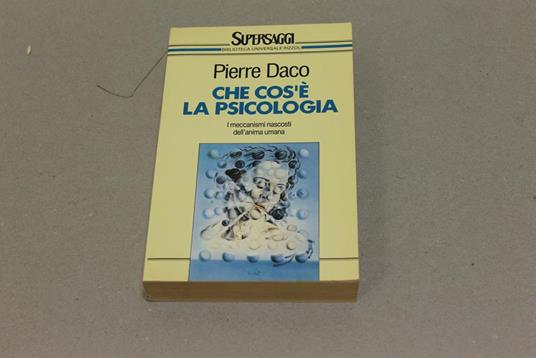 SUPERSAGGI
BIBLIOTECA UNIVERSALE RIZZOLI
Pierre Daco
CHE COS'È
LA PSICOLOGIA
I meccanismi nascosti
dell'anima umana